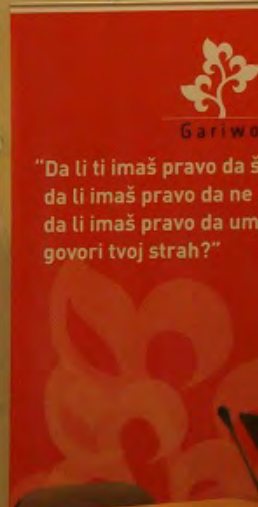 Gariwo
"Da li ti imaš pravo da š
da li imaš pravo da ne
da li imaš pravo da um
govori tvoj strah?"